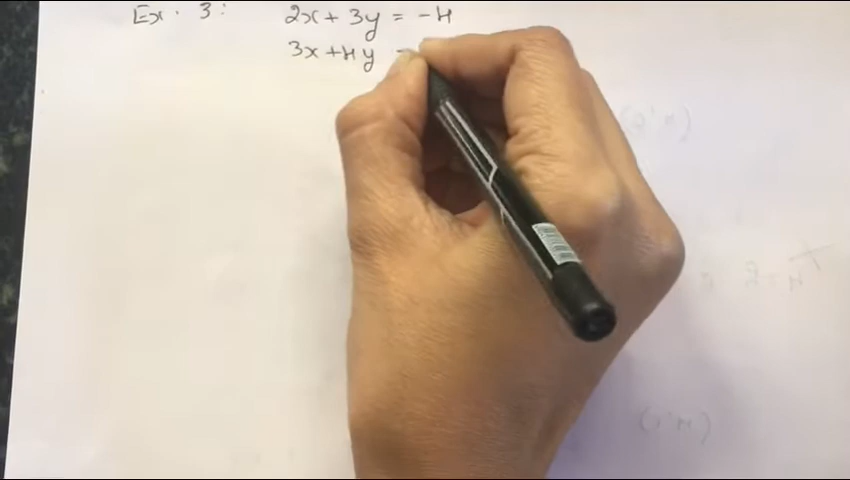 Ex. 3:
2x + 3y = -4
3x + 4y =